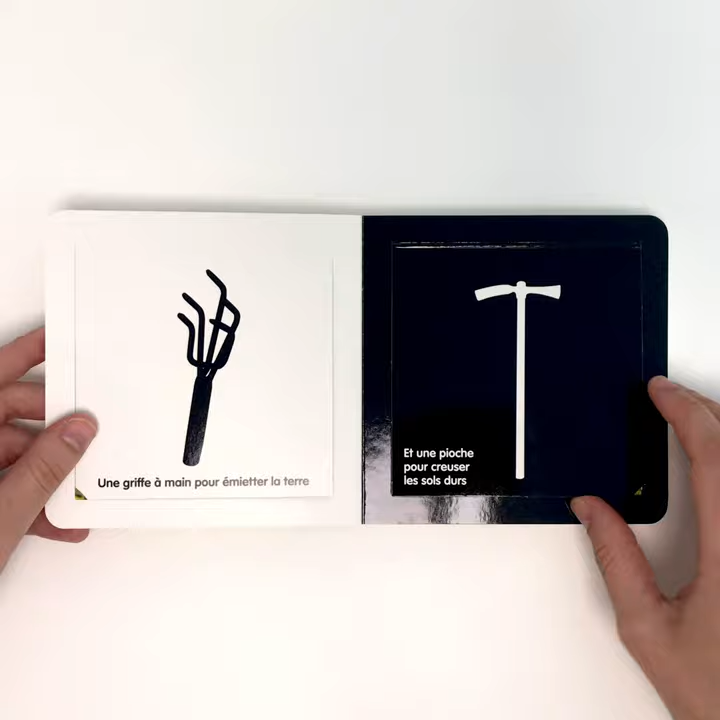 Une griffe à main pour émietter la terre
Et une pioche
pour creuser
les sols durs